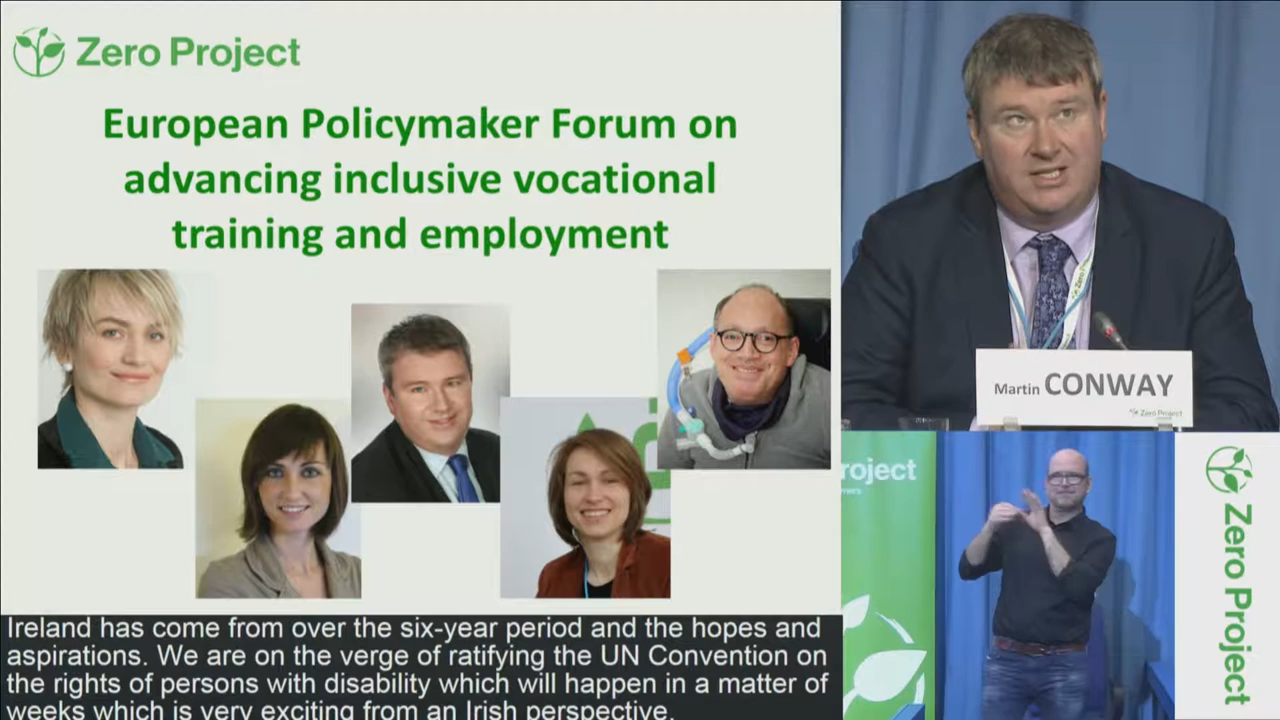 Zero Project
European Policymaker Forum on
advancing inclusive vocational
training and employment
Ireland has come from over the six-year period and the hopes and
aspirations. We are on the verge of ratifying the UN Convention on
the rights of persons with disability which will happen in a matter of
weeks which is very exciting from an Irish perspective.
Martin CONWAY
Zero Project
roject
Zero Project